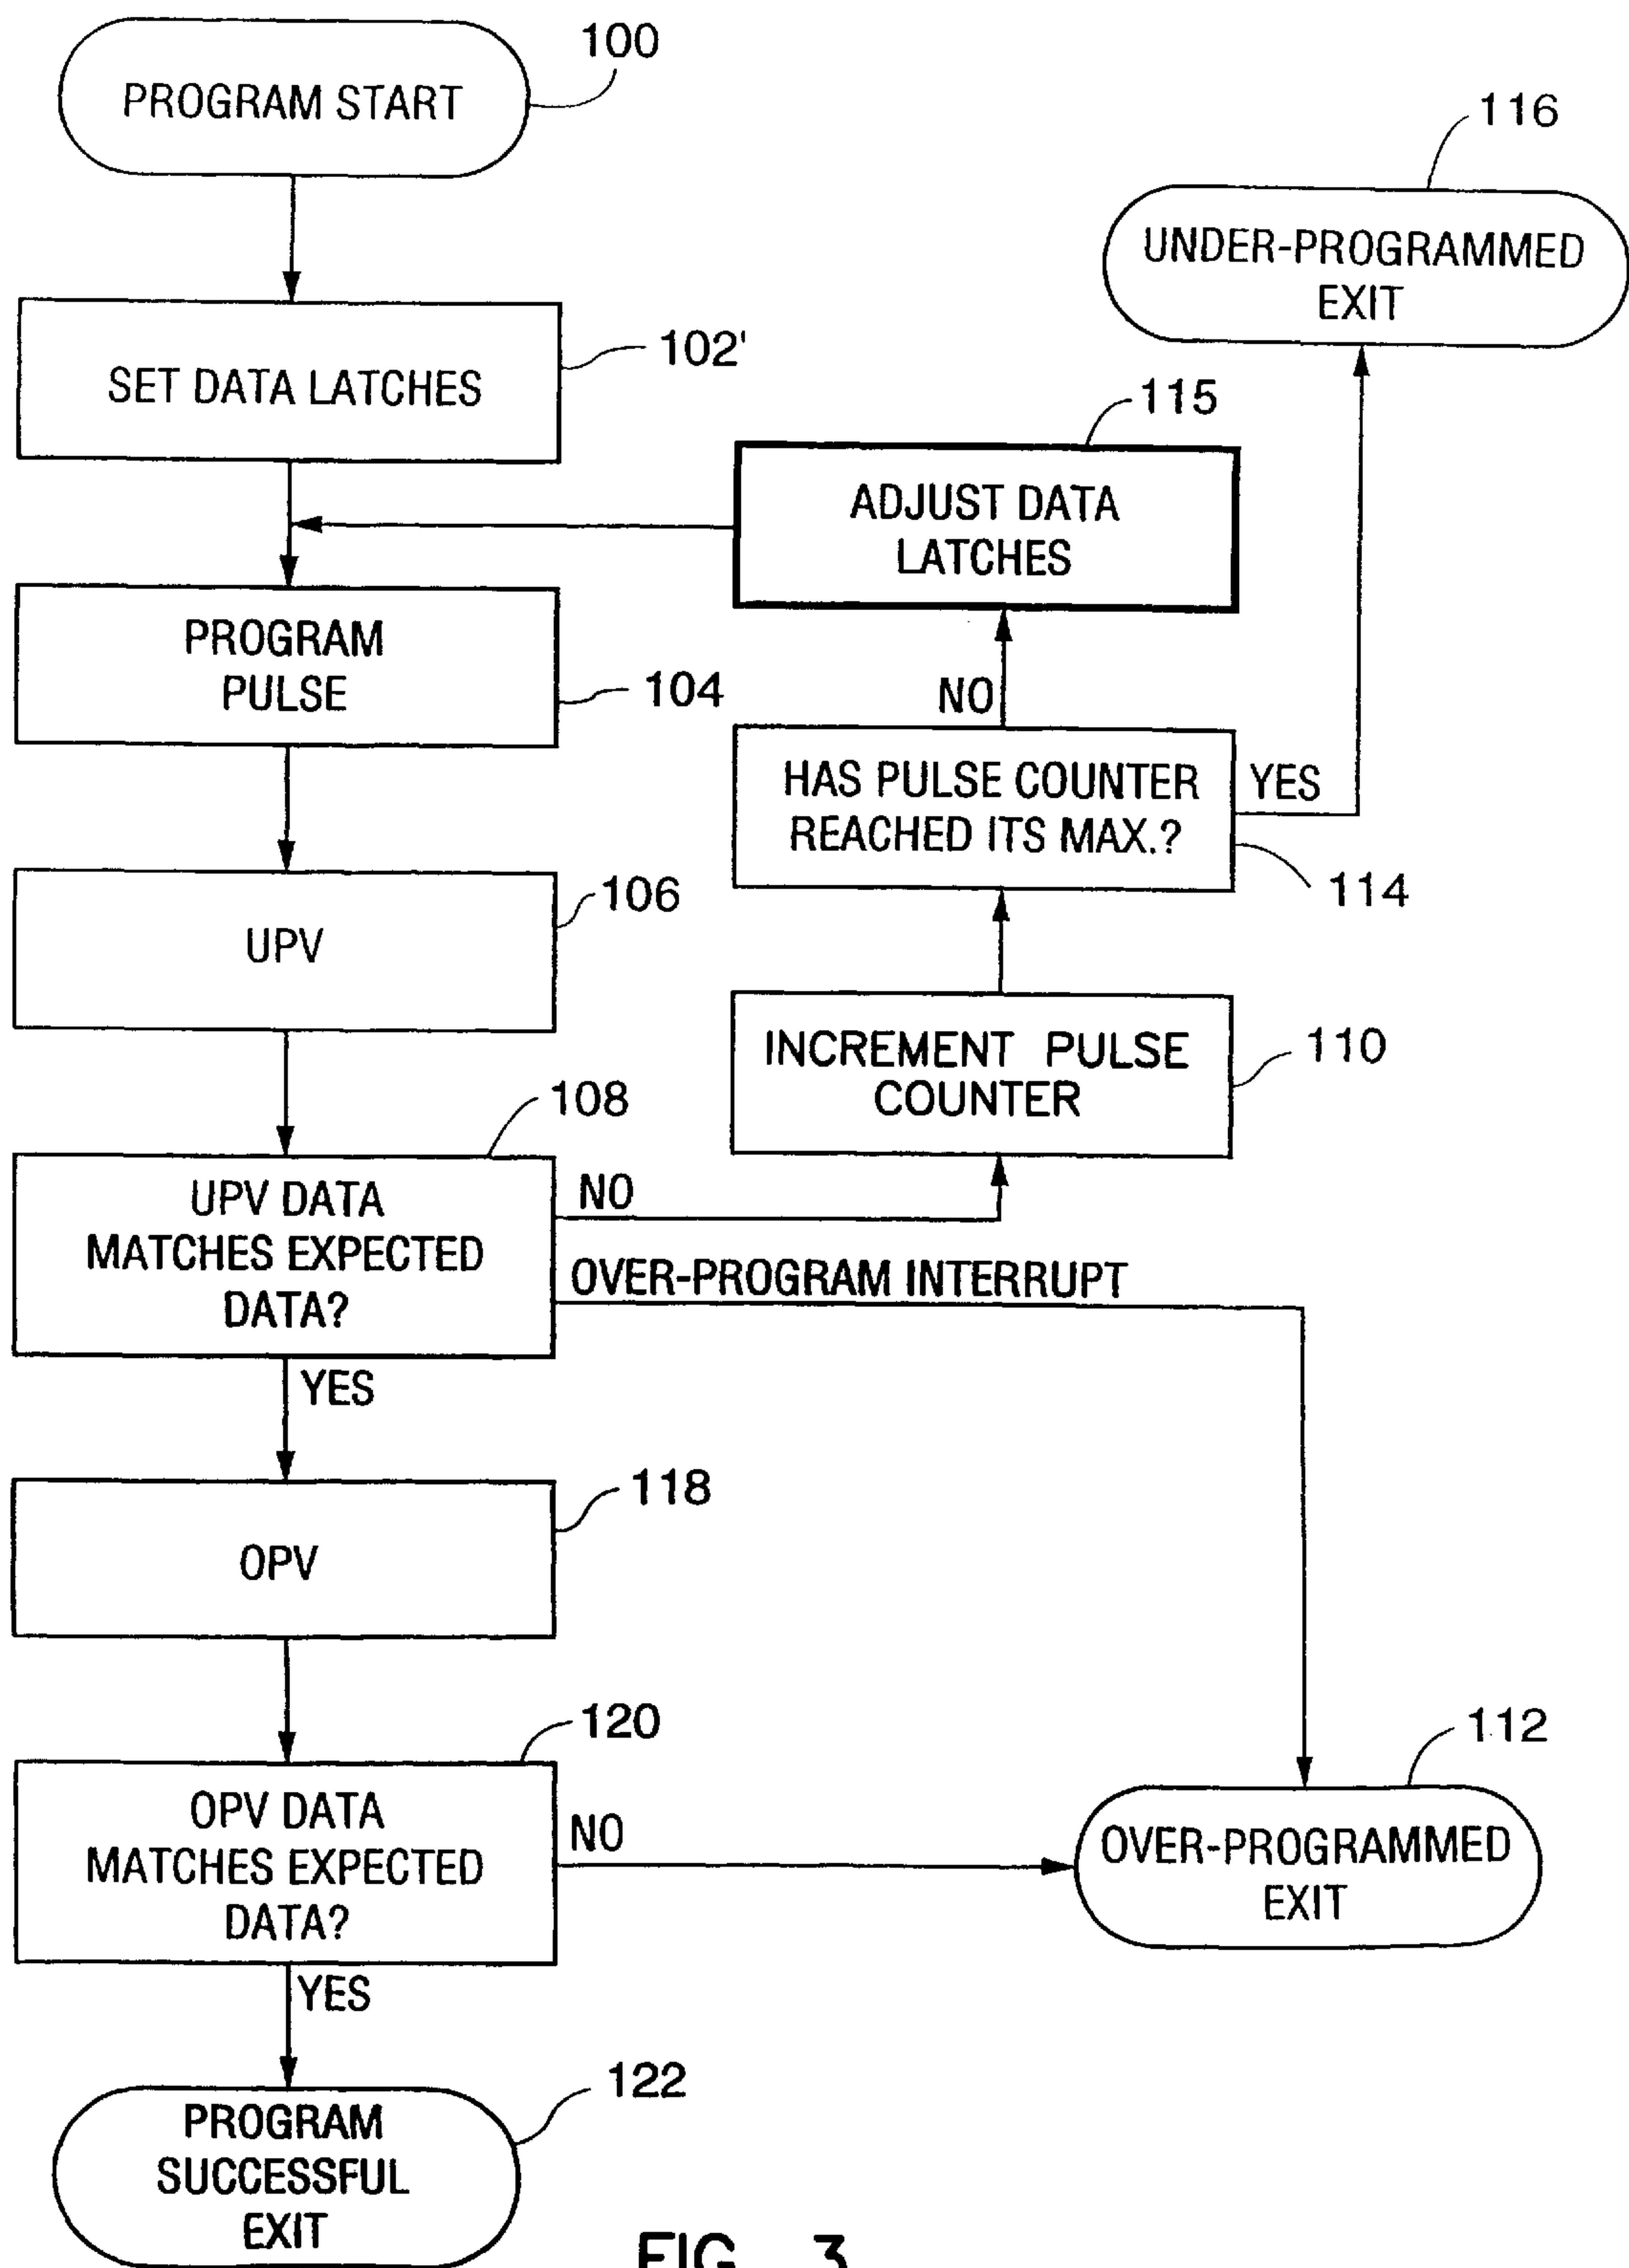 100
PROGRAM START
116
UNDER-PROGRAMMED
EXIT
102'
SET DATA LATCHES
115
ADJUST DATA
LATCHES
PROGRAM
PULSE
104
NO
HAS PULSE COUNTER
REACHED ITS MAX.?
YES
114
106
UPV
INCREMENT PULSE
COUNTER
110
108
UPV DATA
MATCHES EXPECTED
DATA?
NO
OVER-PROGRAM INTERRUPT
YES
118
OPV
120
OPV DATA
MATCHES EXPECTED
DATA?
NO
112
OVER-PROGRAMMED
EXIT
YES
122
PROGRAM
SUCCESSFUL
EXIT
FIG. 3